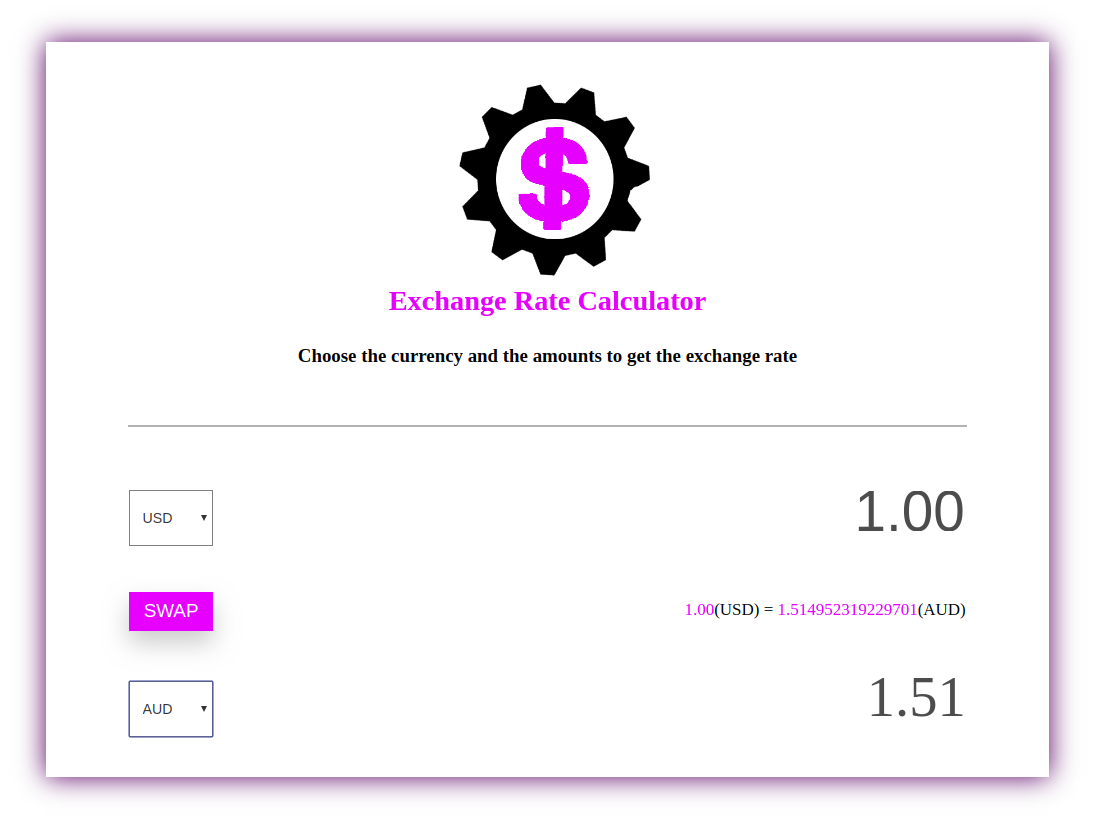 $
Exchange Rate Calculator
Choose the currency and the amounts to get the exchange rate
USD
1.00
SWAP
1.00(USD) = 1.514952319229701(AUD)
AUD
1.51